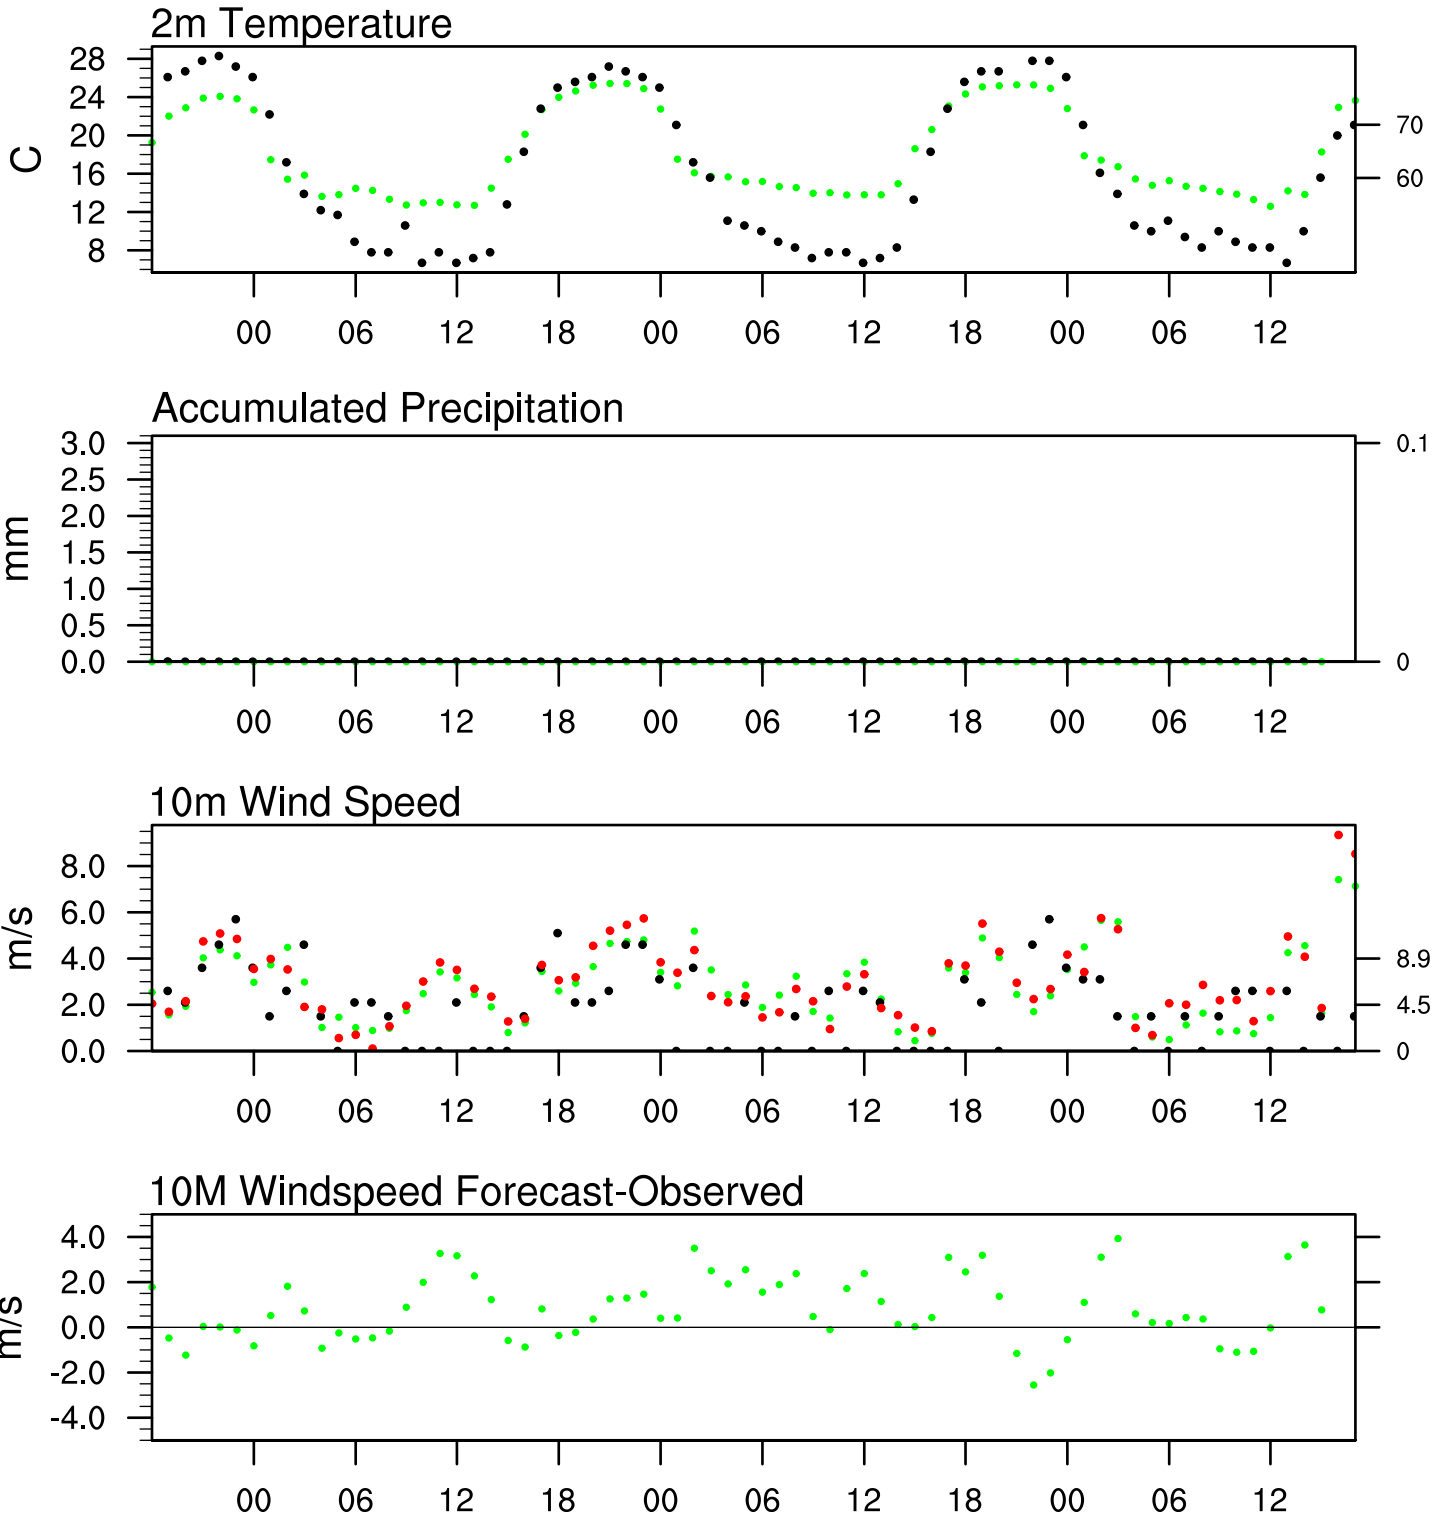 2m Temperature
28
24
20
16
12
8
C
70
60
00 06 12 18 00 06 12 18 00 06 12
Accumulated Precipitation
3.0
2.5
2.0
1.5
1.0
0.5
0.0
mm
0.1
0
00 06 12 18 00 06 12 18 00 06 12
10m Wind Speed
8.0
6.0
4.0
2.0
0.0
m/s
8.9
4.5
0
00 06 12 18 00 06 12 18 00 06 12
10M Windspeed Forecast-Observed
4.0
2.0
0.0
-2.0
-4.0
m/s
00 06 12 18 00 06 12 18 00 06 12